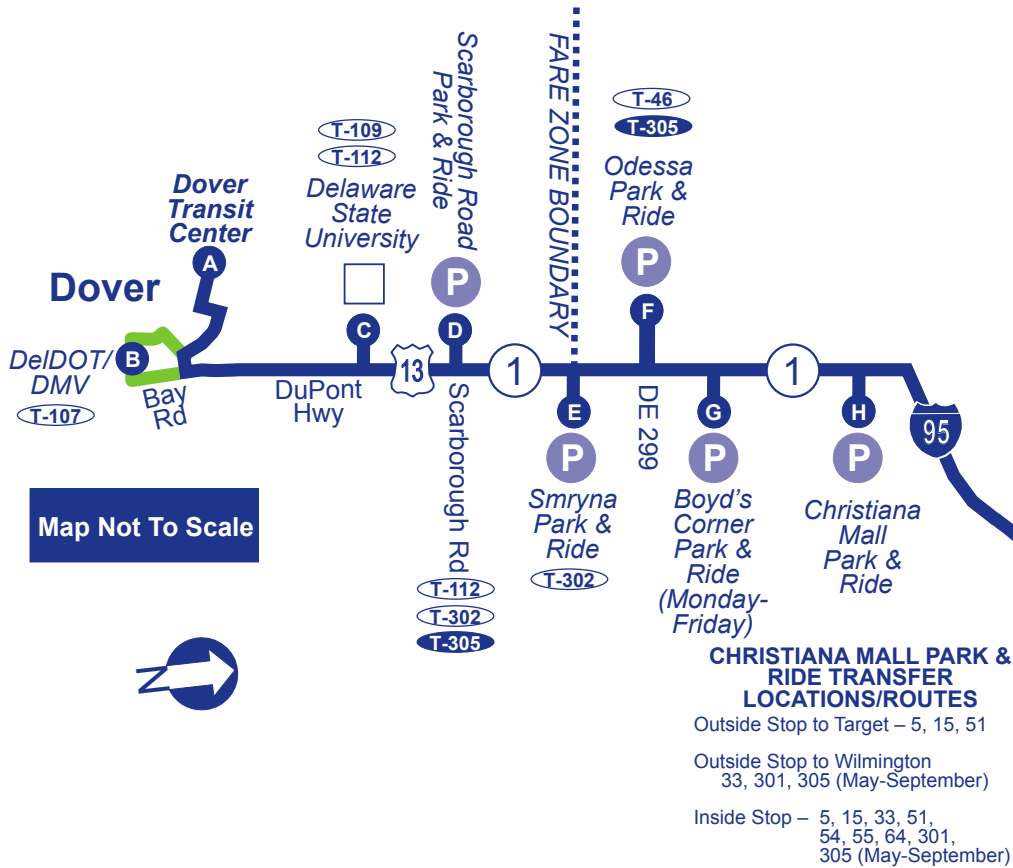 Scarborough Road
Park & Ride
FARE ZONE BOUNDARY
T-46
T-305
T-109
T-112
Delaware
State
University
Odessa
Park &
Ride
Dover
Transit
Center
A
P
P
Dover
B
C
D
F
DelDOT/
DMV
T-107
Bay
Rd
DuPont
Hwy
13
1
1
Scarborough Rd
DE 299
E
G
H
95
P
P
P
Map Not To Scale
Smryna
Park &
Ride
T-302
Boyd's
Corner
Park &
Ride
(Monday-
Friday)
Christiana
Mall
Park &
Ride
T-112
T-302
T-305
N
CHRISTIANA MALL PARK &
RIDE TRANSFER
LOCATIONS/ROUTES
Outside Stop to Target – 5, 15, 51
Outside Stop to Wilmington
33, 301, 305 (May-September)
Inside Stop – 5, 15, 33, 51,
54, 55, 64, 301,
305 (May-September)